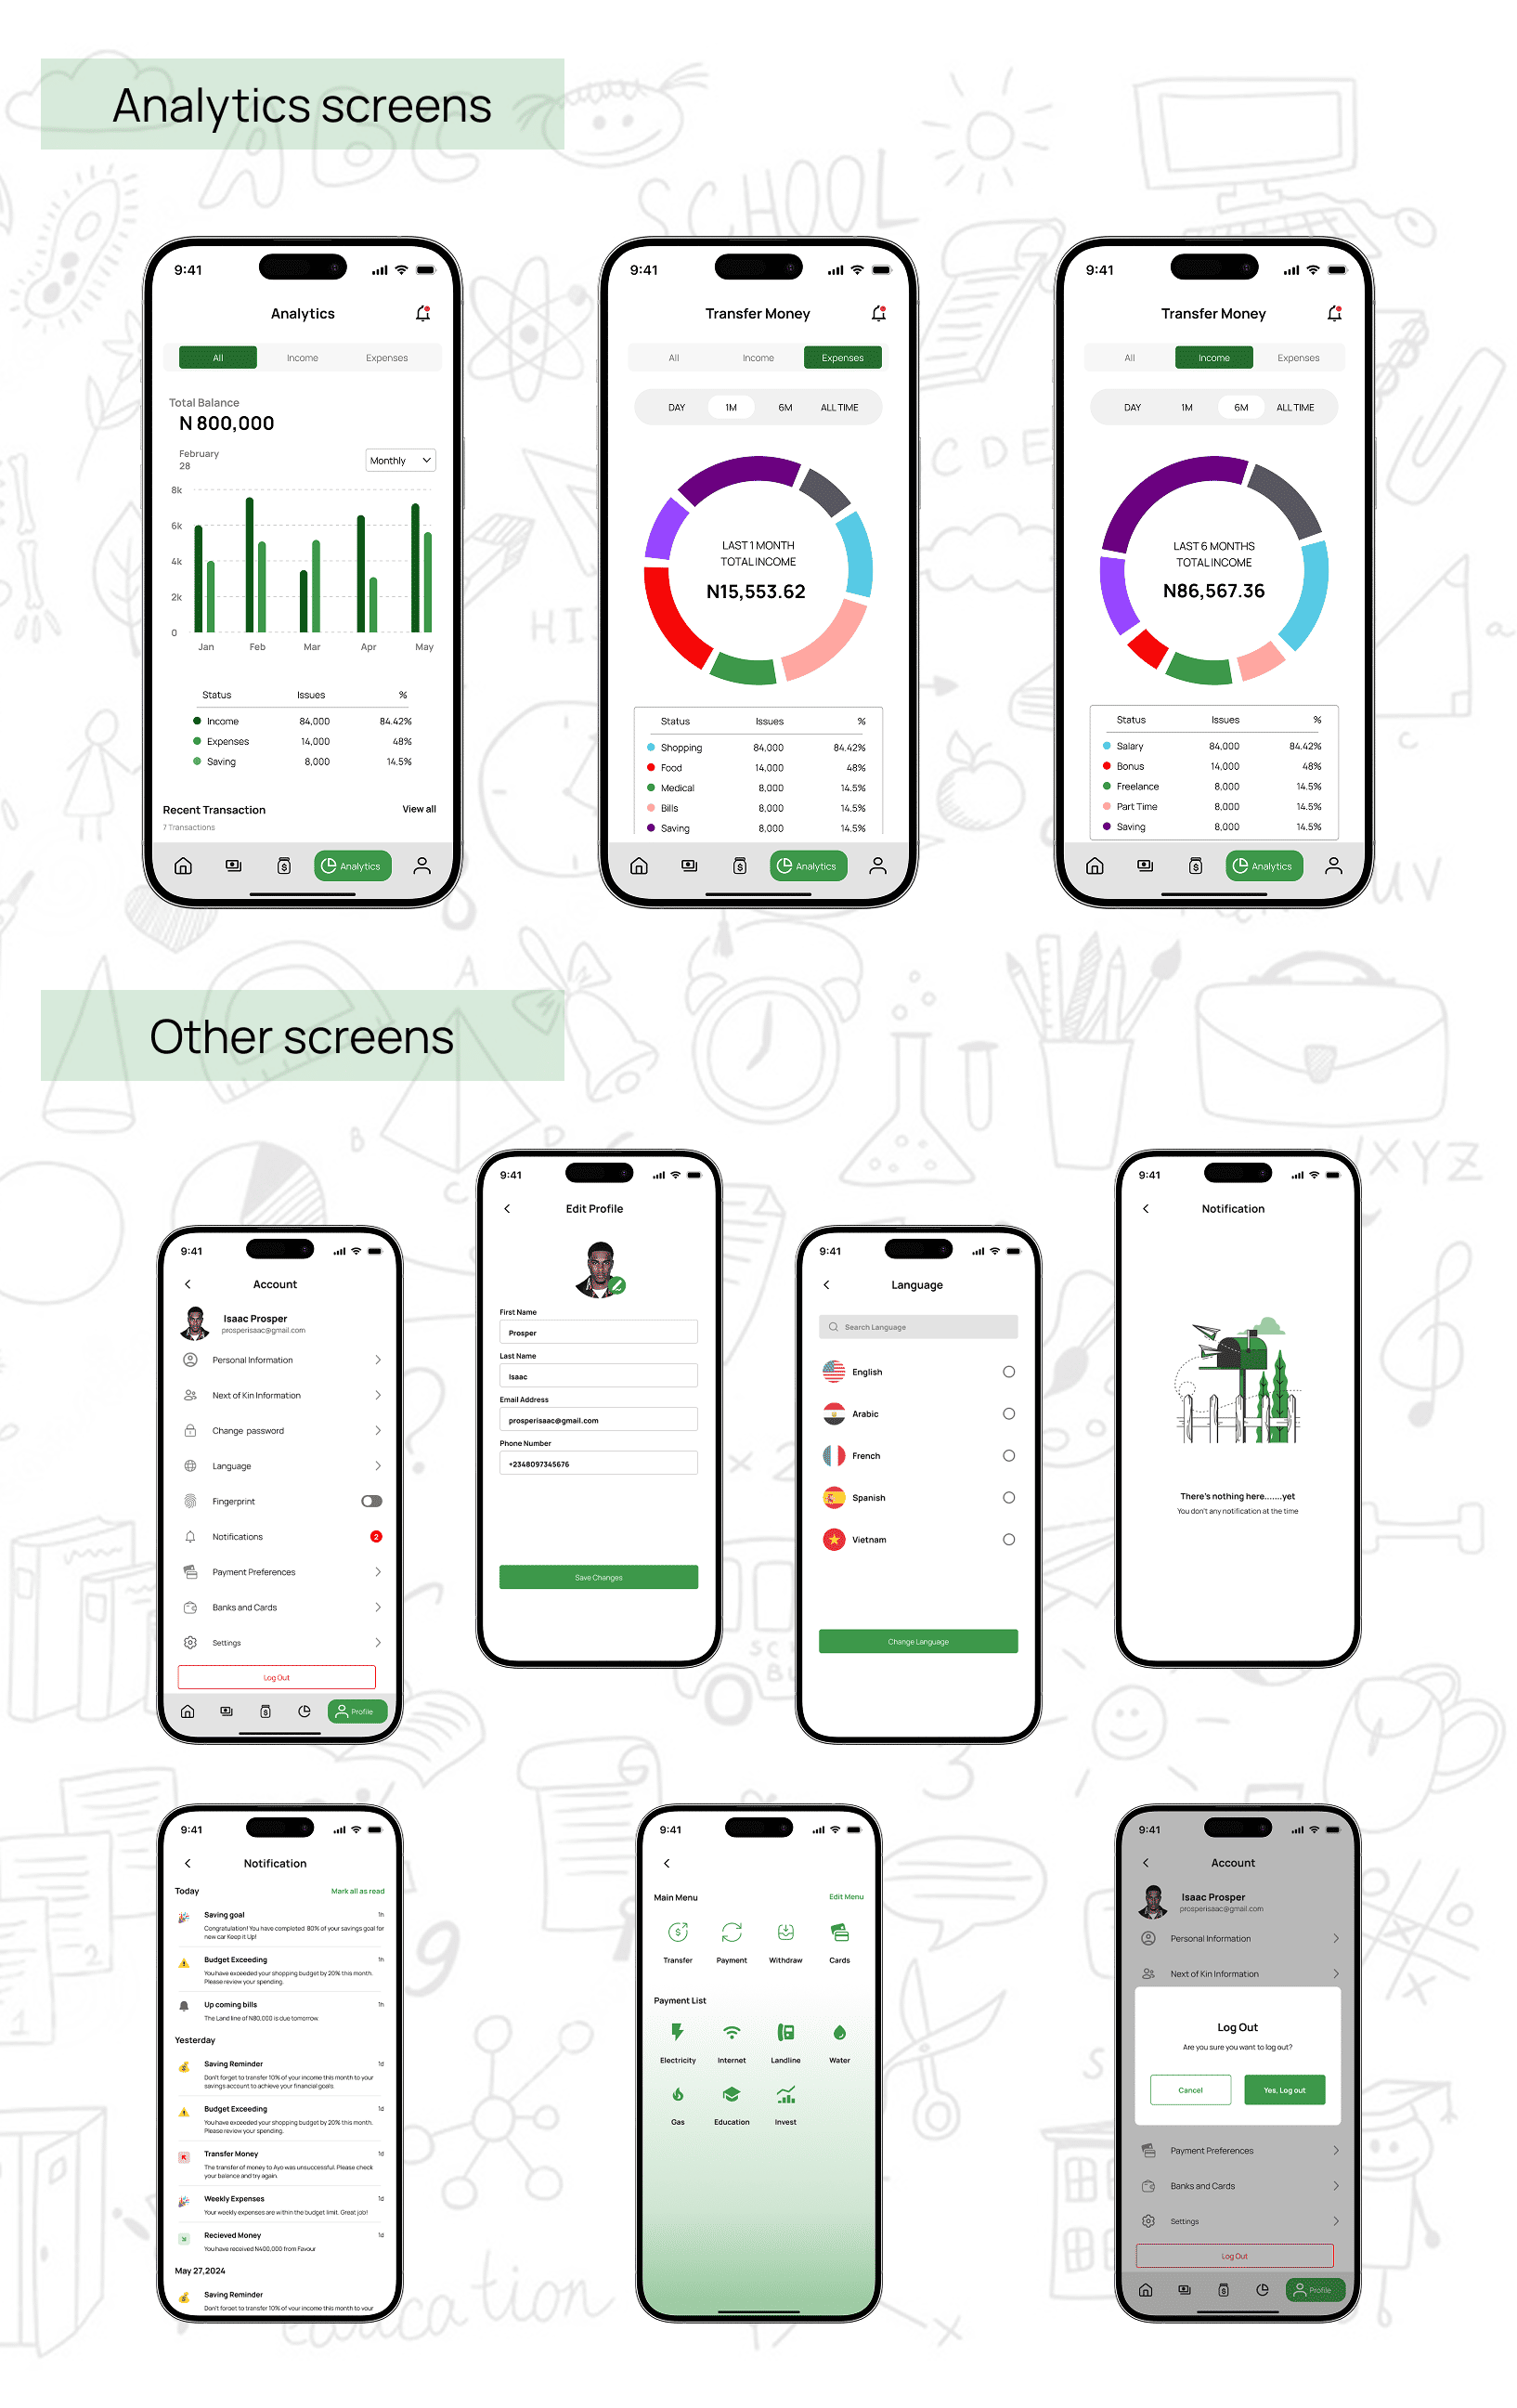 Analytics screens
ABC
SCHOOL
9:41
Analytics
All Income Expenses
Total Balance
N 800,000
February
28
Monthly
8k
6k
4k
2k
0
Jan Feb Mar Apr May
Status Issues %
Income 84,000 84.42%
Expenses 14,000 48%
Saving 8,000 14.5%
Recent Transaction View all
7 Transactions
Analytics
9:41
Transfer Money
All Income Expenses
DAY 1M 6M ALL TIME
LAST 1 MONTH
TOTAL INCOME
N15,553.62
Status Issues %
Shopping 84,000 84.42%
Food 14,000 48%
Medical 8,000 14.5%
Bills 8,000 14.5%
Saving 8,000 14.5%
Analytics
9:41
Transfer Money
All Income Expenses
DAY 1M 6M ALL TIME
LAST 6 MONTHS
TOTAL INCOME
N86,567.36
Status Issues %
Salary 84,000 84.42%
Bonus 14,000 48%
Freelance 8,000 14.5%
Part Time 8,000 14.5%
Saving 8,000 14.5%
Analytics
CDE
HI
a
c
UV
Other screens
A
B
C
D
XYZ
9:41
Account
Isaac Prosper
prosperisaac@gmail.com
Personal Information
Next of Kin Information
Change password
Language
Fingerprint
Notifications 2
Payment Preferences
Banks and Cards
Settings
Log Out
Profile
9:41
Edit Profile
First Name
Prosper
Last Name
Isaac
Email Address
prosperisaac@gmail.com
Phone Number
+2348097345676
Save Changes
9:41
Language
Search Language
English
Arabic
French
Spanish
Vietnam
Change Language
9:41
Notification
There's nothing here.......yet
You don't any notification at the time
x 2
3
9:41
Notification
Today Mark all as read
Saving goal 1h
Congratulation! You have completed 80% of your savings goal for
new car Keep it Up!
Budget Exceeding 1h
You have exceeded your shopping budget by 20% this month.
Please review your spending.
Up coming bills 1h
The Land line of N80,000 is due tomorrow.
Yesterday
Saving Reminder 1d
Don't forget to transfer 10% of your income this month to your
savings account to achieve your financial goals
Budget Exceeding 1d
You have exceeded your shopping budget by 20% this month.
Please review your spending.
Transfer Money 1d
The transfer of money to Ayo was unsuccessful. Please check
your balance and try again.
Weekly Expenses 1d
Your weekly expenses are within the budget limit. Great job!
Recieved Money 1d
You have received N400,000 from Favour
May 27,2024
Saving Reminder
Don't forget to transfer 10% of your income this month to your
9:41
Main Menu Edit Menu
Transfer Payment Withdraw Cards
Payment List
Electricity Internet Landline Water
Gas Education Invest
9:41
Account
Isaac Prosper
prosperisaac@gmail.com
Personal Information
Next of Kin Information
Log Out
Are you sure you want to log out?
Cancel Yes, Log out
Payment Preferences
Banks and Cards
Settings
Log Out
Profile
9